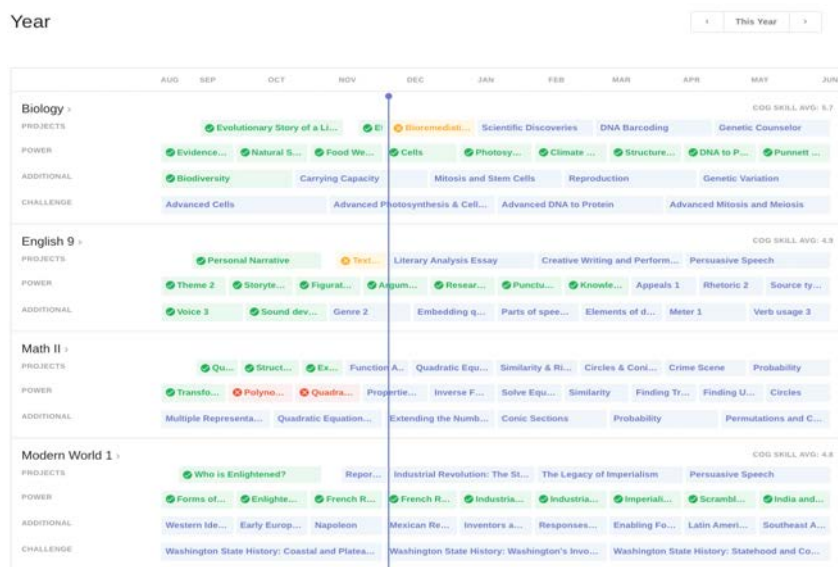 Year
‹ This Year ›
AUG SEP OCT NOV DEC JAN FEB MAR APR MAY JUN
Biology › COG SKILL AVG: 5.7
PROJECTS Evolutionary Story of a Li... Bioremediati... Scientific Discoveries DNA Barcoding Genetic Counselor
POWER Evidence... Natural S... Food We... Cells Photosy... Climate ... Structure... DNA to P... Punnett ...
ADDITIONAL Biodiversity Carrying Capacity Mitosis and Stem Cells Reproduction Genetic Variation
CHALLENGE Advanced Cells Advanced Photosynthesis & Cell... Advanced DNA to Protein Advanced Mitosis and Meiosis
English 9 › COG SKILL AVG: 4.9
PROJECTS Personal Narrative Text... Literary Analysis Essay Creative Writing and Perform... Persuasive Speech
POWER Theme 2 Storyte... Figurat... Argum... Resear... Punctu... Knowle... Appeals 1 Rhetoric 2 Source ty...
ADDITIONAL Voice 3 Sound dev... Genre 2 Embedding q... Parts of spee... Elements of d... Meter 1 Verb usage 3
Math II ›
PROJECTS Qu... Struct... Ex... Function A.. Quadratic Equ... Similarity & Ri... Circles & Coni... Crime Scene Probability
POWER Transfo... Polyno... Quadra... Propertie... Inverse F... Solve Equ... Similarity Finding Tr... Finding U... Circles
ADDITIONAL Multiple Representa... Quadratic Equation... Extending the Numb... Conic Sections Probability Permutations and C...
Modern World 1 › COG SKILL AVG: 4.8
PROJECTS Who is Enlightened? Repor... Industrial Revolution: The St... The Legacy of Imperialism Persuasive Speech
POWER Forms of... Enlighte... French R... French R... Industria... Industria... Imperiali... Scrambl... India and...
ADDITIONAL Western Ide... Early Europ... Napoleon Mexican Re... Inventors a... Responses... Enabling Fo... Latin Ameri... Southeast A...
CHALLENGE Washington State History: Coastal and Platea... Washington State History: Washington's Invo... Washington State History: Statehood and Co...